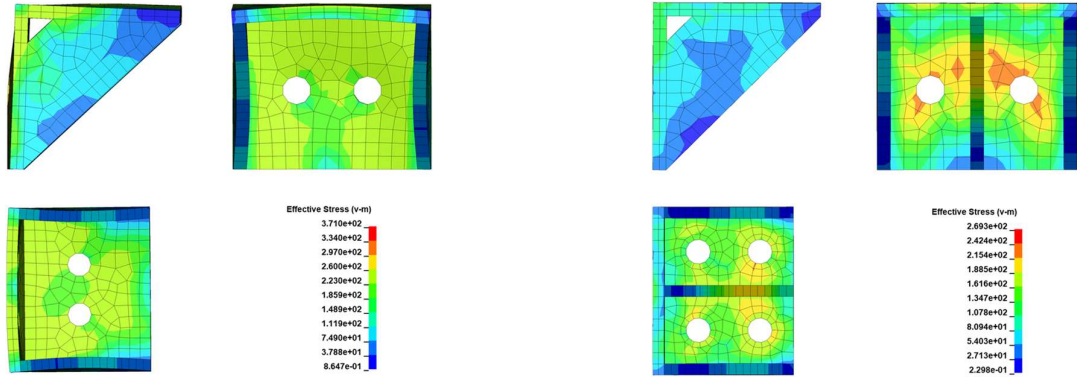 Effective Stress (v-m)
3.710e+02
3.340e+02
2.970e+02
2.600e+02
2.230e+02
1.859e+02
1.489e+02
1.119e+02
7.490e+01
3.788e+01
8.647e-01
Effective Stress (v-m)
2.693e+02
2.424e+02
2.154e+02
1.885e+02
1.616e+02
1.347e+02
1.078e+02
8.094e+01
5.403e+01
2.713e+01
2.298e-01